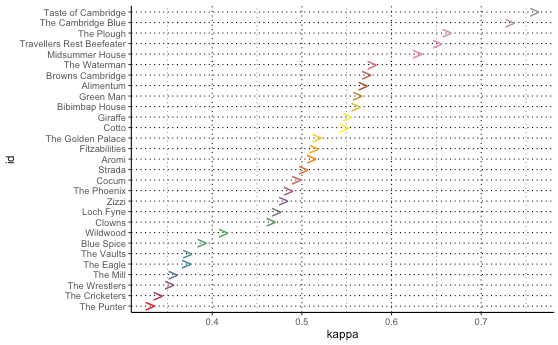 Taste of Cambridge
The Cambridge Blue
The Plough
Travellers Rest Beefeater
Midsummer House
The Waterman
Browns Cambridge
Alimentum
Green Man
Bibimbap House
Giraffe
Cotto
The Golden Palace
Fitzabilities
Aromi
Strada
Cocum
The Phoenix
Zizzi
Loch Fyne
Clowns
Wildwood
Blue Spice
The Vaults
The Eagle
The Mill
The Wrestlers
The Cricketers
The Punter
id
0.4 0.5 0.6 0.7
kappa